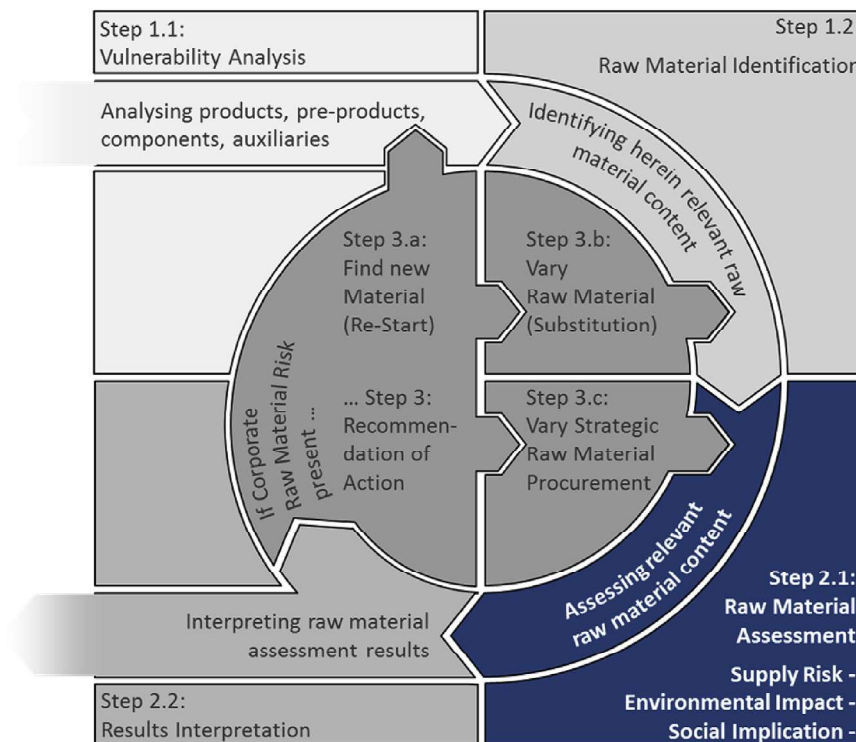 Step 1.1:
Vulnerability Analysis
Step 1.2
Raw Material Identification
Analysing products, pre-products,
components, auxiliaries
Identifying herein relevant raw
material content
Step 3.a:
Find new
Material
(Re-Start)
Step 3.b:
Vary
Raw Material
(Substitution)
If Corporate
Raw Material Risk
present ...
... Step 3:
Recommen-
dation of
Action
Step 3.c:
Vary Strategic
Raw Material
Procurement
Assessing relevant
raw material content
Step 2.1:
Raw Material
Assessment
Supply Risk -
Environmental Impact -
Social Implication -
Interpreting raw material
assessment results
Step 2.2:
Results Interpretation